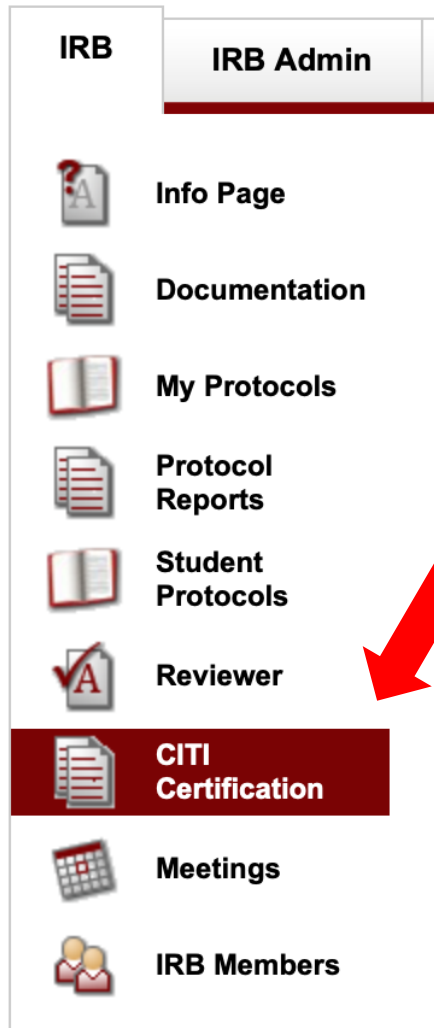 IRB
IRB Admin
Info Page
Documentation
My Protocols
Protocol
Reports
Student
Protocols
Reviewer
CITI
Certification
Meetings
IRB Members